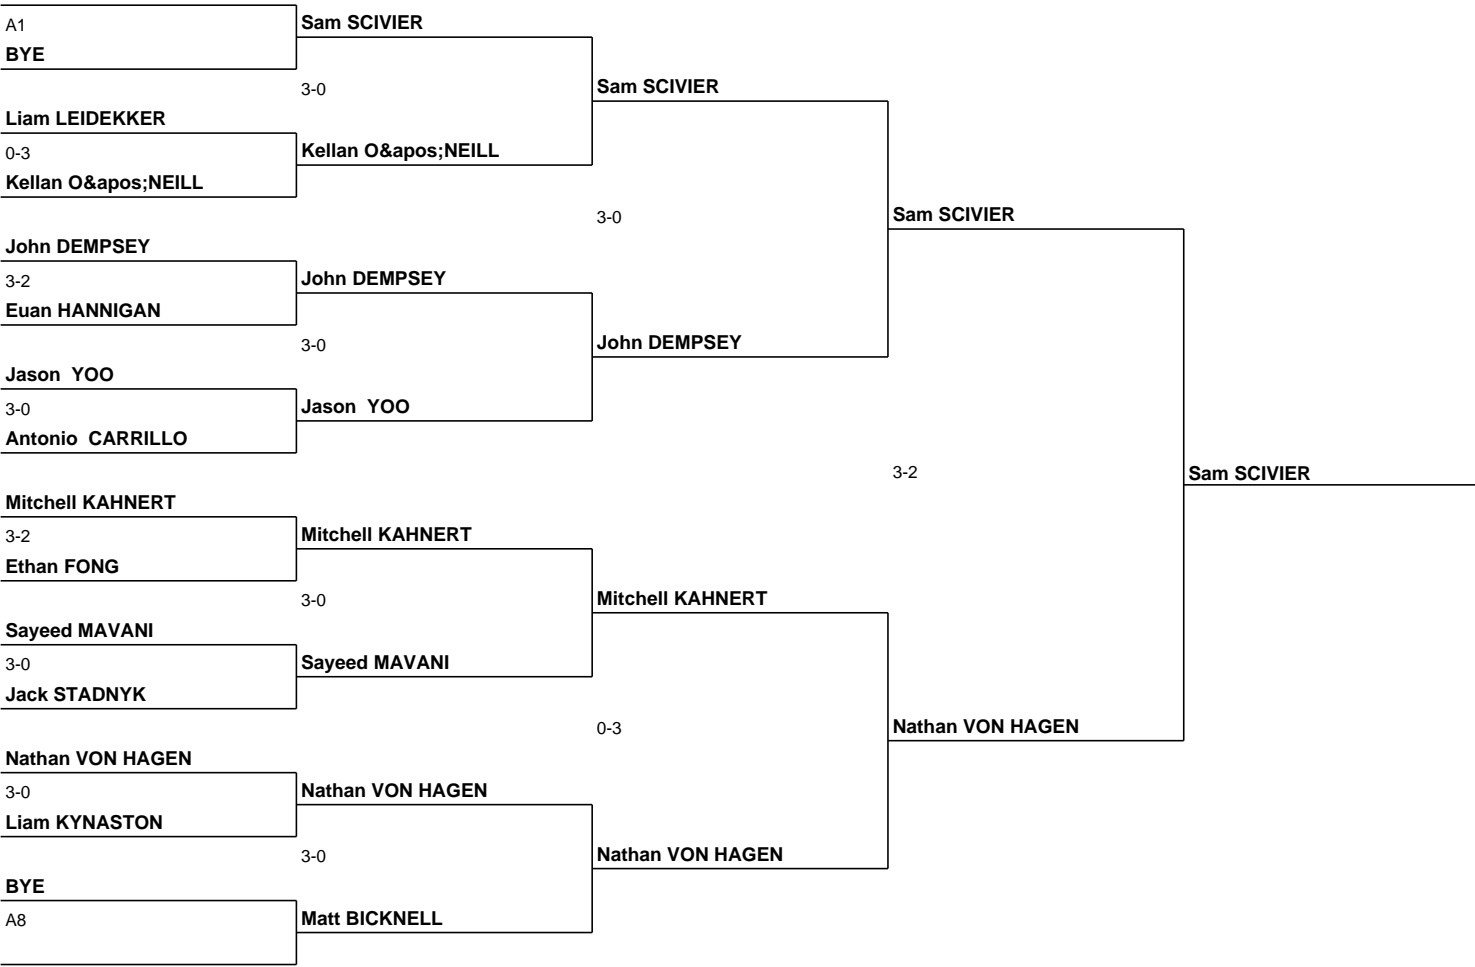 A1
BYE
Liam LEIDEKKER
0-3
Kellan O&apos;NEILL
John DEMPSEY
3-2
Euan HANNIGAN
Jason  YOO
3-0
Antonio  CARRILLO
Mitchell KAHNERT
3-2
Ethan FONG
Sayeed MAVANI
3-0
Jack STADNYK
Nathan VON HAGEN
3-0
Liam KYNASTON
BYE
A8
Sam SCIVIER
3-0
Kellan O&apos;NEILL
John DEMPSEY
3-0
Jason  YOO
Mitchell KAHNERT
3-0
Sayeed MAVANI
Nathan VON HAGEN
3-0
Matt BICKNELL
Sam SCIVIER
3-0
John DEMPSEY
Mitchell KAHNERT
0-3
Nathan VON HAGEN
Sam SCIVIER
3-2
Nathan VON HAGEN
Sam SCIVIER